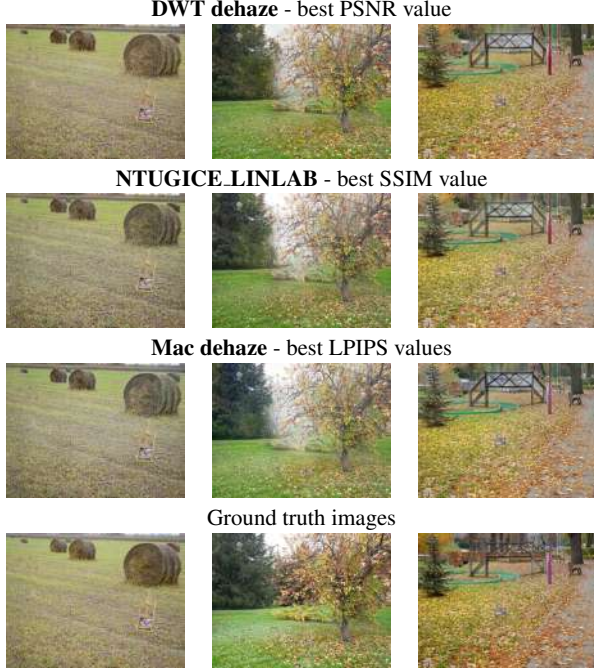 DWT dehaze - best PSNR value
NTUGICE_LINLAB - best SSIM value
Mac dehaze - best LPIPS values
Ground truth images